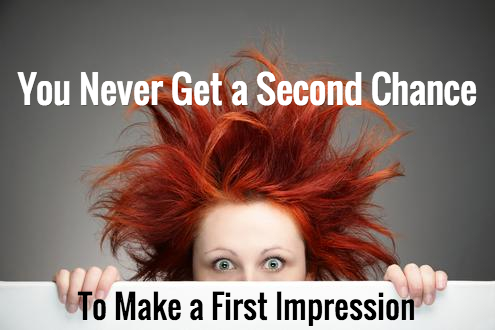 You Never Get a Second Chance
To Make a First Impression